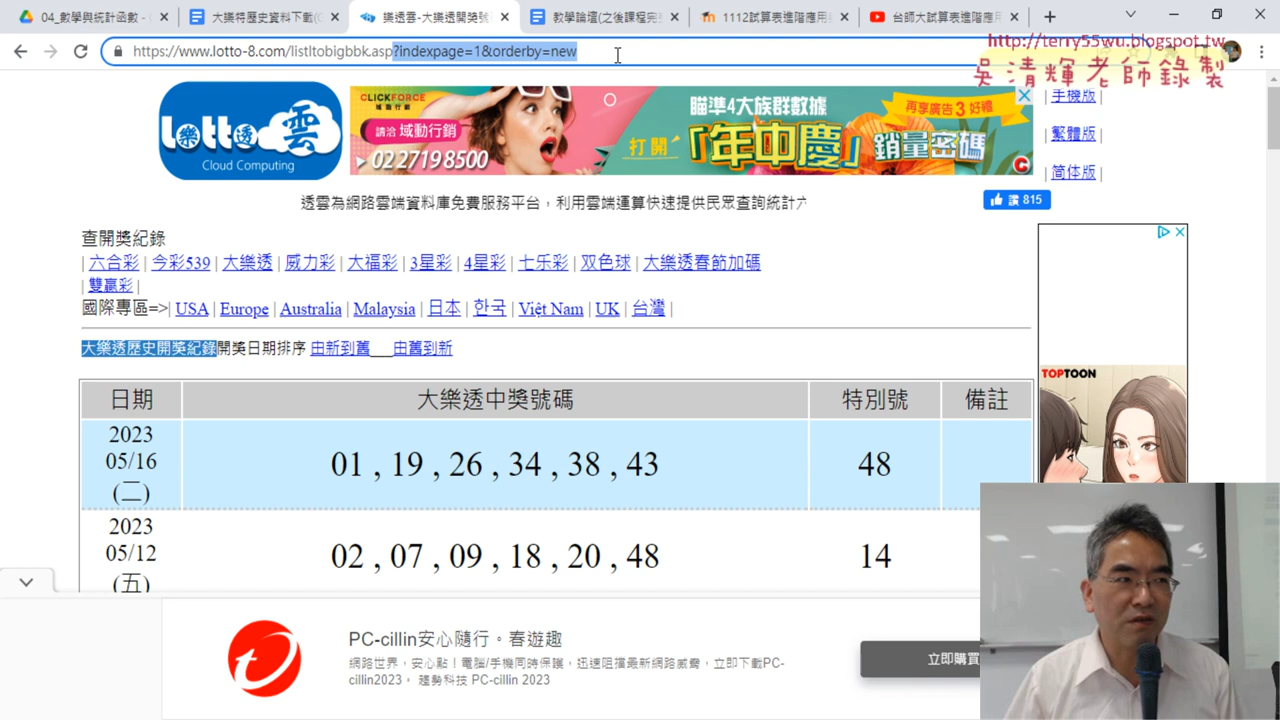 04_數學與統計函數 - G
大樂特歷史資料下載(C
樂透雲-大樂透開獎號
教學論壇(之後課程完
1112試算表進階應用
台師大試算表進階應用
https://www.lotto-8.com/listltobigbbk.asp?indexpage=1&orderby=new
http://terry55wu.blogspot.tw
吳清輝老師錄製
Lotto 樂透雲
Cloud Computing
CLICKFORCE
請洽 域動行銷
02 2719 8500
瞄準4大族群數據
再享廣告3好禮
打開「年中慶」銷量密碼
| 手機版 |
| 繁體版 |
| 简体版 |
透雲為網路雲端資料庫免費服務平台，利用雲端運算快速提供民眾查詢統計六
讚 815
查開獎紀錄
| 六合彩 | 今彩539 | 大樂透 | 威力彩 | 大福彩 | 3星彩 | 4星彩 | 七乐彩 | 双色球 | 大樂透春節加碼
| 雙贏彩 |
國際專區=>| USA | Europe | Australia | Malaysia | 日本 | 한국 | Việt Nam | UK | 台灣 |
大樂透歷史開獎紀錄開獎日期排序 由新到舊___由舊到新
日期 大樂透中獎號碼 特別號 備註
2023
05/16
(二)
01 , 19 , 26 , 34 , 38 , 43
48
2023
05/12
(五)
02 , 07 , 09 , 18 , 20 , 48
14
TOPTOON
PC-cillin安心隨行。春遊趣
網路世界，安心點！電腦/手機同時保護，迅速阻擋最新網路威脅，立即下載PC-
cillin2023。 趨勢科技 PC-cillin 2023
立即購買